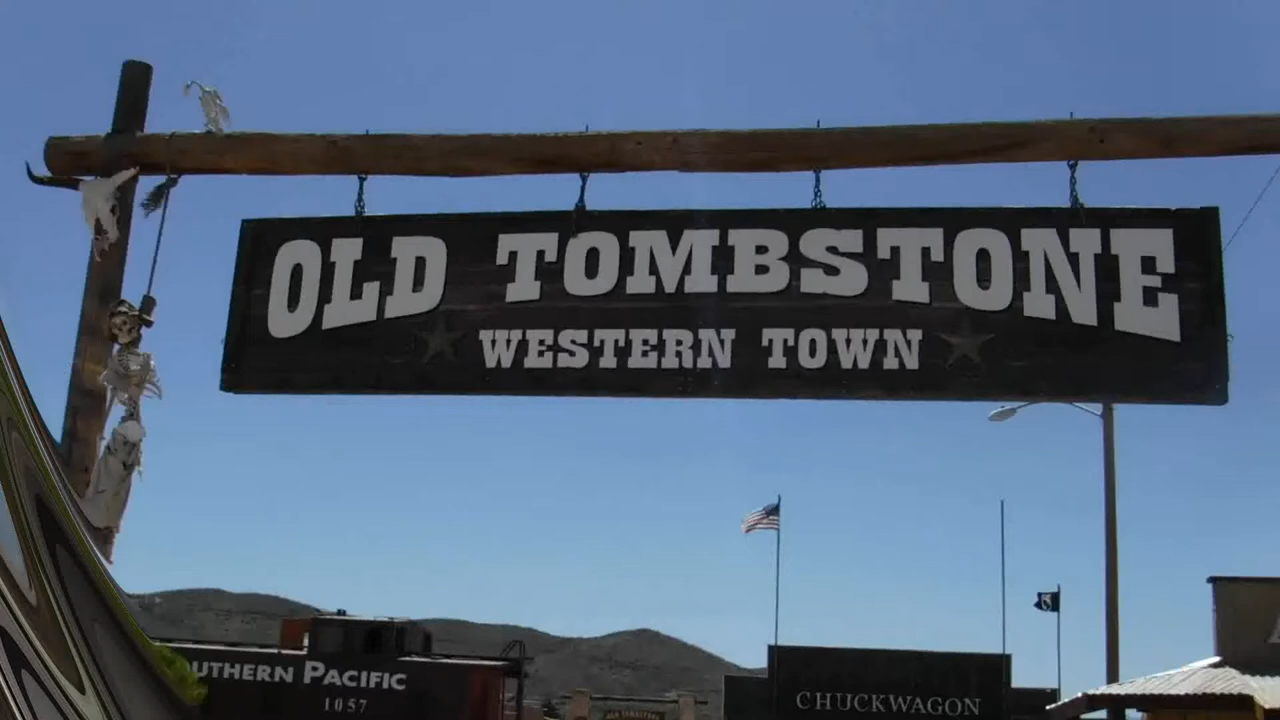 OLD TOMBSTONE
WESTERN TOWN
UTHERN PACIFIC
1057
CHUCKWAGON